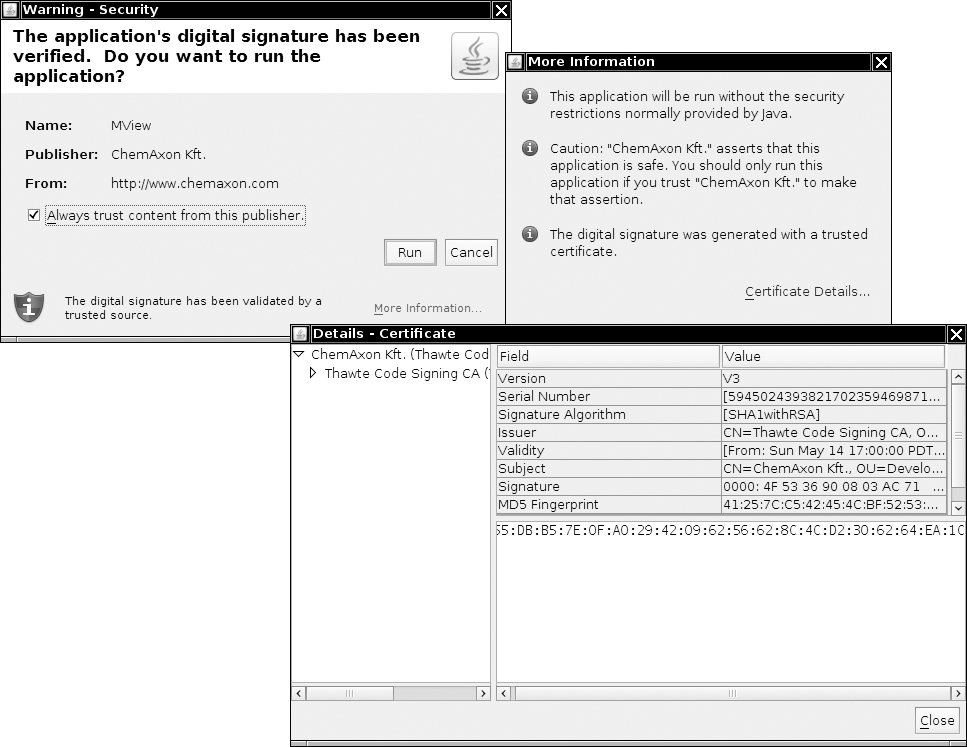 Warning - Security
The application's digital signature has been
verified.  Do you want to run the
application?
Name: MView
Publisher: ChemAxon Kft.
From: http://www.chemaxon.com
Always trust content from this publisher.
Run Cancel
The digital signature has been validated by a
trusted source.
More Information...
More Information
This application will be run without the security
restrictions normally provided by Java.
Caution: "ChemAxon Kft." asserts that this
application is safe. You should only run this
application if you trust "ChemAxon Kft." to make
that assertion.
The digital signature was generated with a trusted
certificate.
Certificate Details...
Details - Certificate
ChemAxon Kft. (Thawte Cod
Thawte Code Signing CA (
Field Value
Version V3
Serial Number [5945024393821702359469871...
Signature Algorithm [SHA1withRSA]
Issuer CN=Thawte Code Signing CA, O...
Validity [From: Sun May 14 17:00:00 PDT...
Subject CN=ChemAxon Kft., OU=Develo...
Signature 0000: 4F 53 36 90 08 03 AC 71 ...
MD5 Fingerprint 41:25:7C:C5:42:45:4C:BF:52:53:...
55:DB:B5:7E:0F:A0:29:42:09:62:56:62:8C:4C:D2:30:62:64:EA:1C
Close